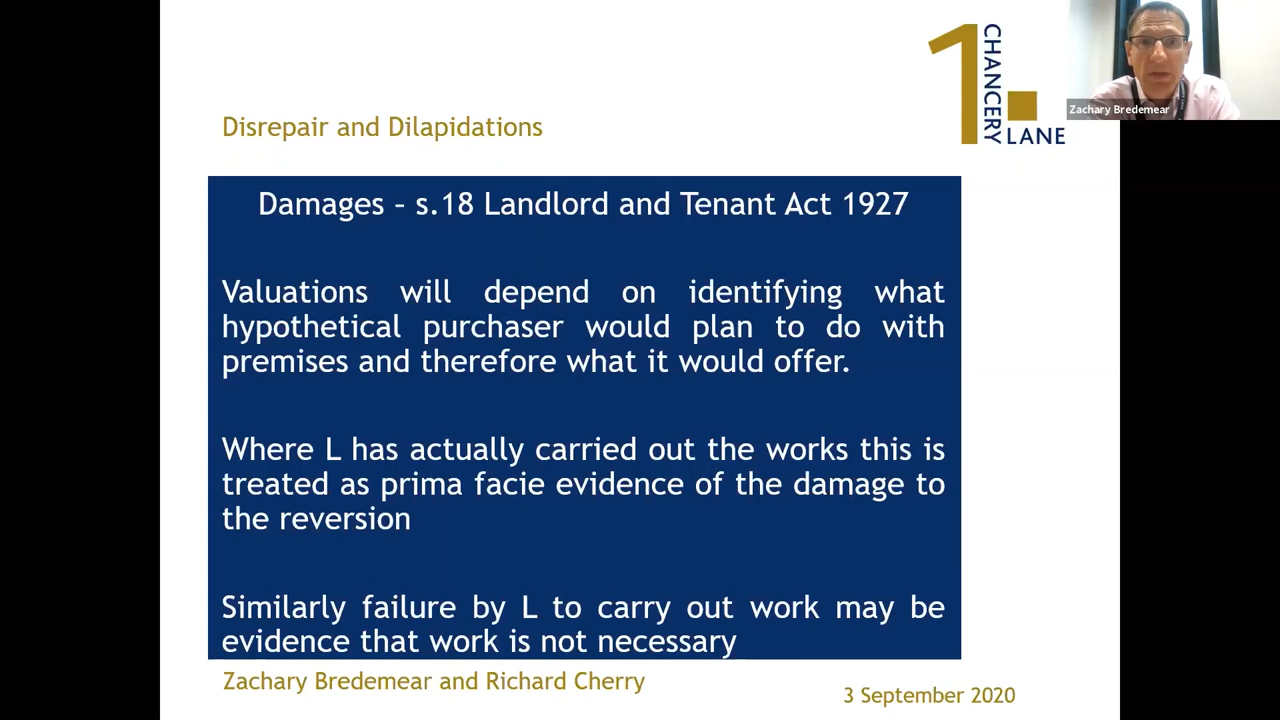 1 CHANCERY LANE
Zachary Bredemear
Disrepair and Dilapidations
Damages – s.18 Landlord and Tenant Act 1927
Valuations will depend on identifying what
hypothetical purchaser would plan to do with
premises and therefore what it would offer.
Where L has actually carried out the works this is
treated as prima facie evidence of the damage to
the reversion
Similarly failure by L to carry out work may be
evidence that work is not necessary
Zachary Bredemear and Richard Cherry
3 September 2020